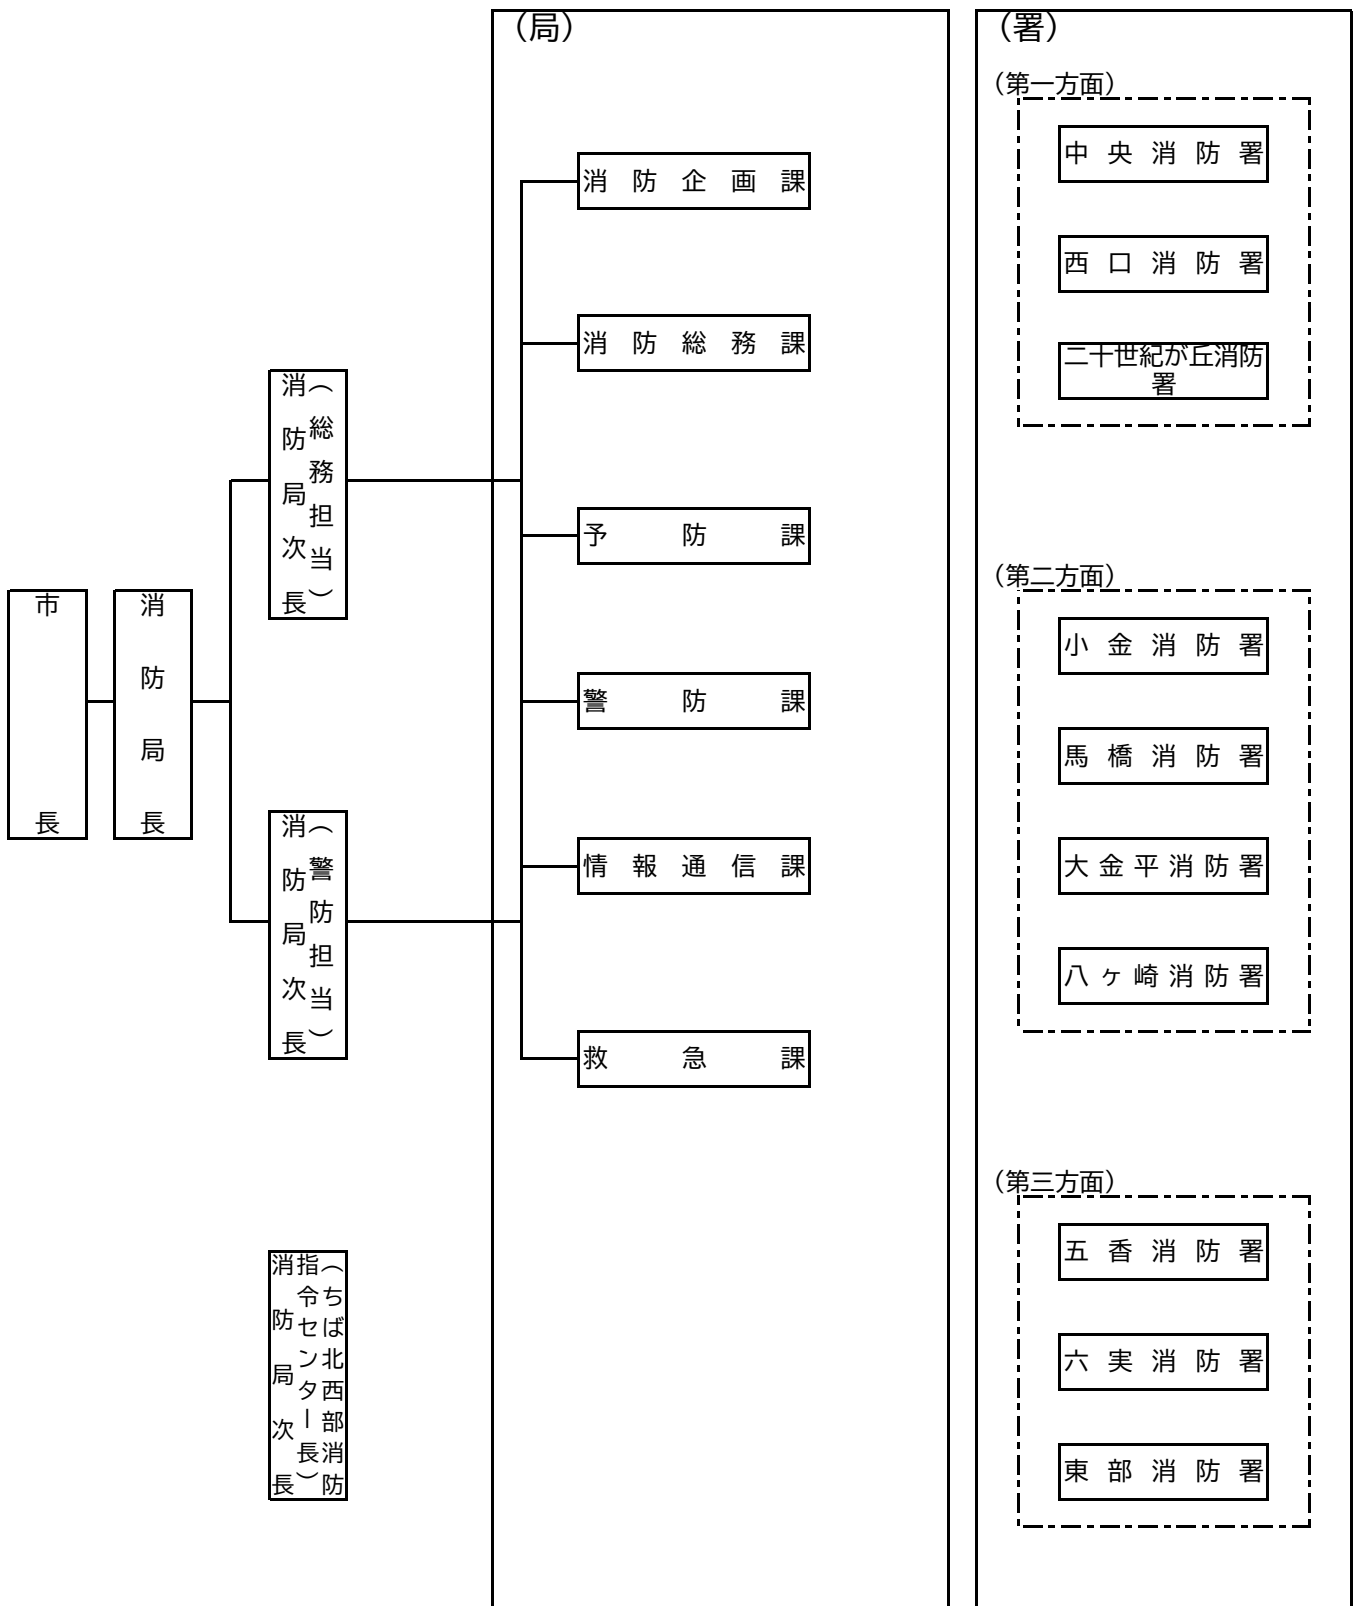 市長
消防局長
消防局次長
（総務担当）
消防局次長
（警防担当）
消防局次長
（ちば北西部消防
指令センター長）
（局）
消防企画課
消防総務課
予防課
警防課
情報通信課
救急課
（署）
（第一方面）
中央消防署
西口消防署
二十世紀が丘消防
署
（第二方面）
小金消防署
馬橋消防署
大金平消防署
八ヶ崎消防署
（第三方面）
五香消防署
六実消防署
東部消防署